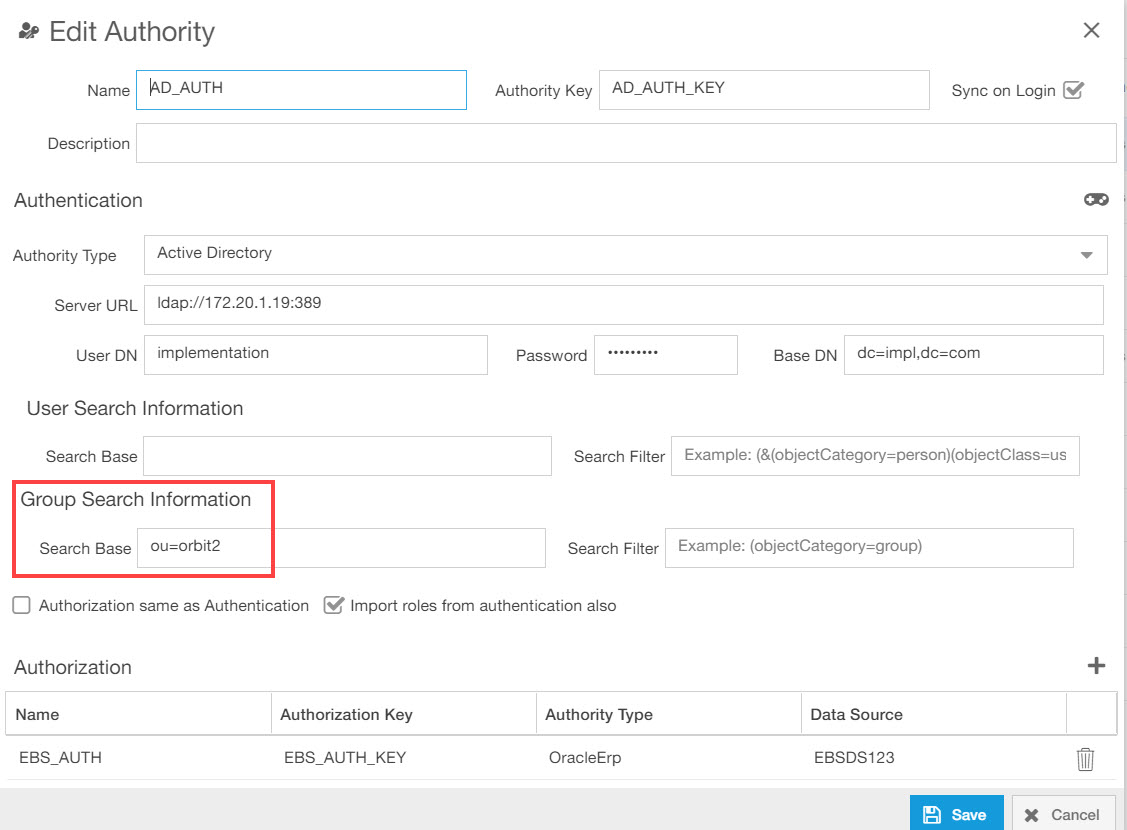 Edit Authority
Name AD_AUTH Authority Key AD_AUTH_KEY Sync on Login
Description
Authentication
Authority Type Active Directory
Server URL ldap://172.20.1.19:389
User DN implementation Password ••••••••• Base DN dc=impl,dc=com
User Search Information
Search Base Search Filter Example: (&(objectCategory=person)(objectClass=us
Group Search Information
Search Base ou=orbit2 Search Filter Example: (objectCategory=group)
Authorization same as Authentication Import roles from authentication also
Authorization
Name Authorization Key Authority Type Data Source
EBS_AUTH EBS_AUTH_KEY OracleErp EBSDS123
Save Cancel